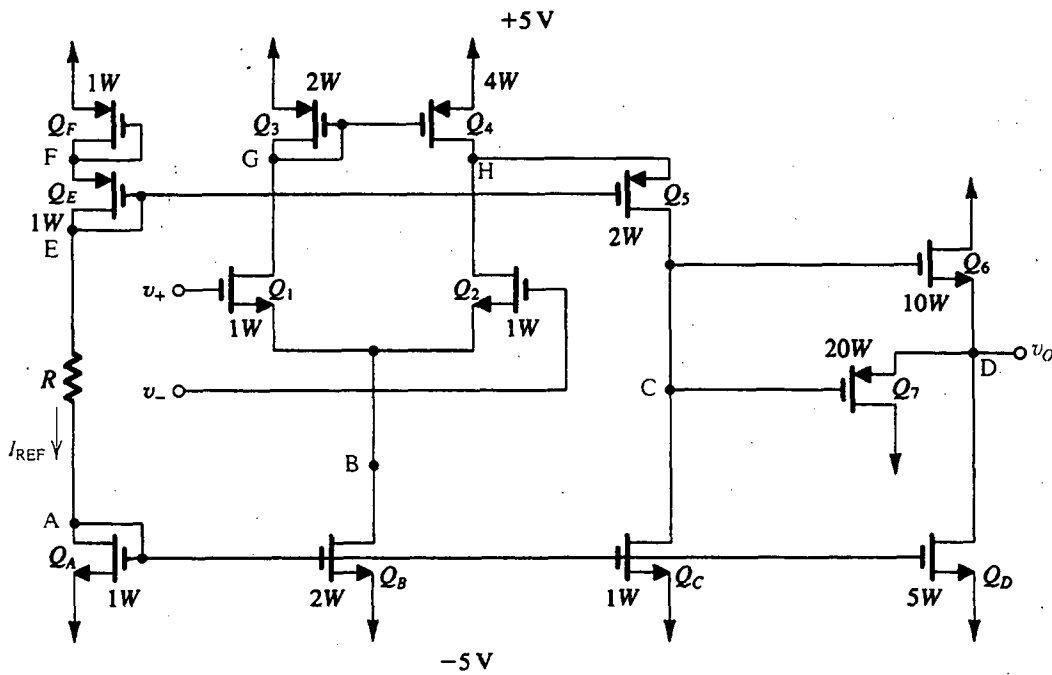 +5 V
1W
2W
4W
Q_F
Q_3
Q_4
F
G
H
Q_E
Q_5
1W
2W
E
Q_6
v_+
Q_1
Q_2
10W
1W
1W
20W
v_O
D
R
v_−
C
Q_7
I_REF
B
A
Q_A
Q_B
Q_C
Q_D
1W
2W
1W
5W
−5 V